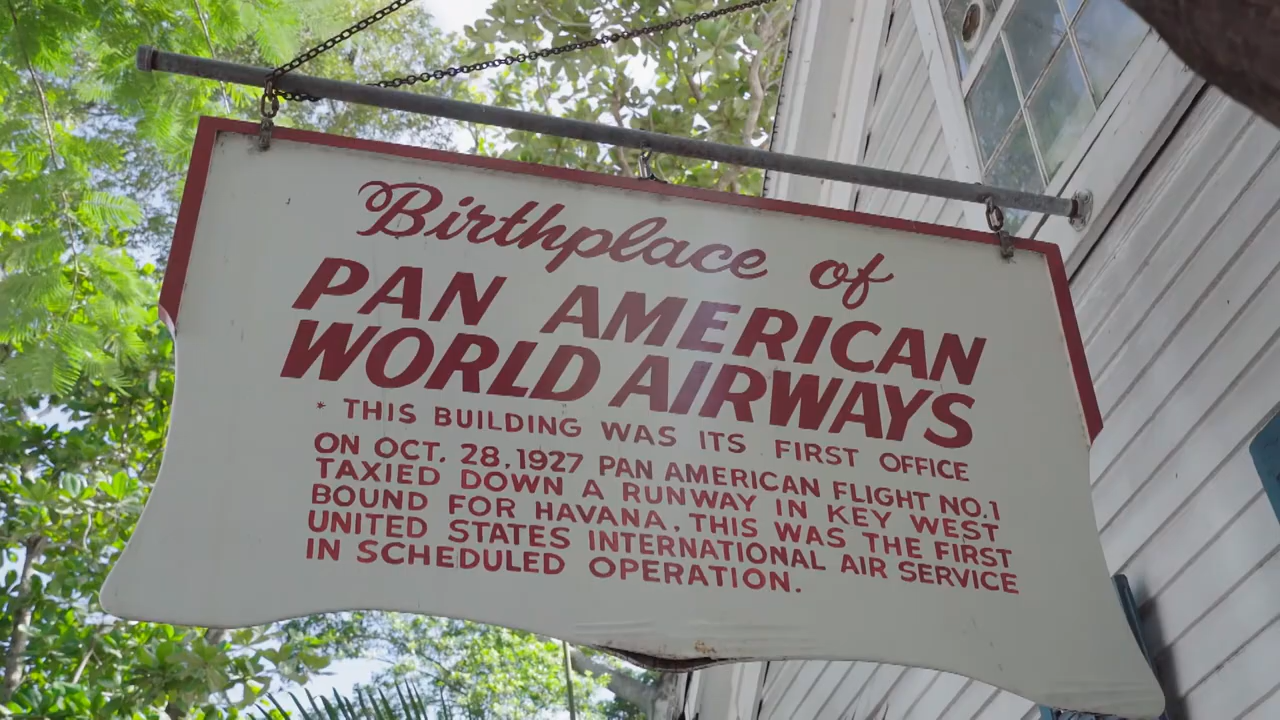 Birthplace of
PAN AMERICAN
WORLD AIRWAYS
* THIS BUILDING WAS ITS FIRST OFFICE
ON OCT. 28, 1927 PAN AMERICAN FLIGHT NO.1
TAXIED DOWN A RUNWAY IN KEY WEST
BOUND FOR HAVANA, THIS WAS THE FIRST
UNITED STATES INTERNATIONAL AIR SERVICE
IN SCHEDULED OPERATION.